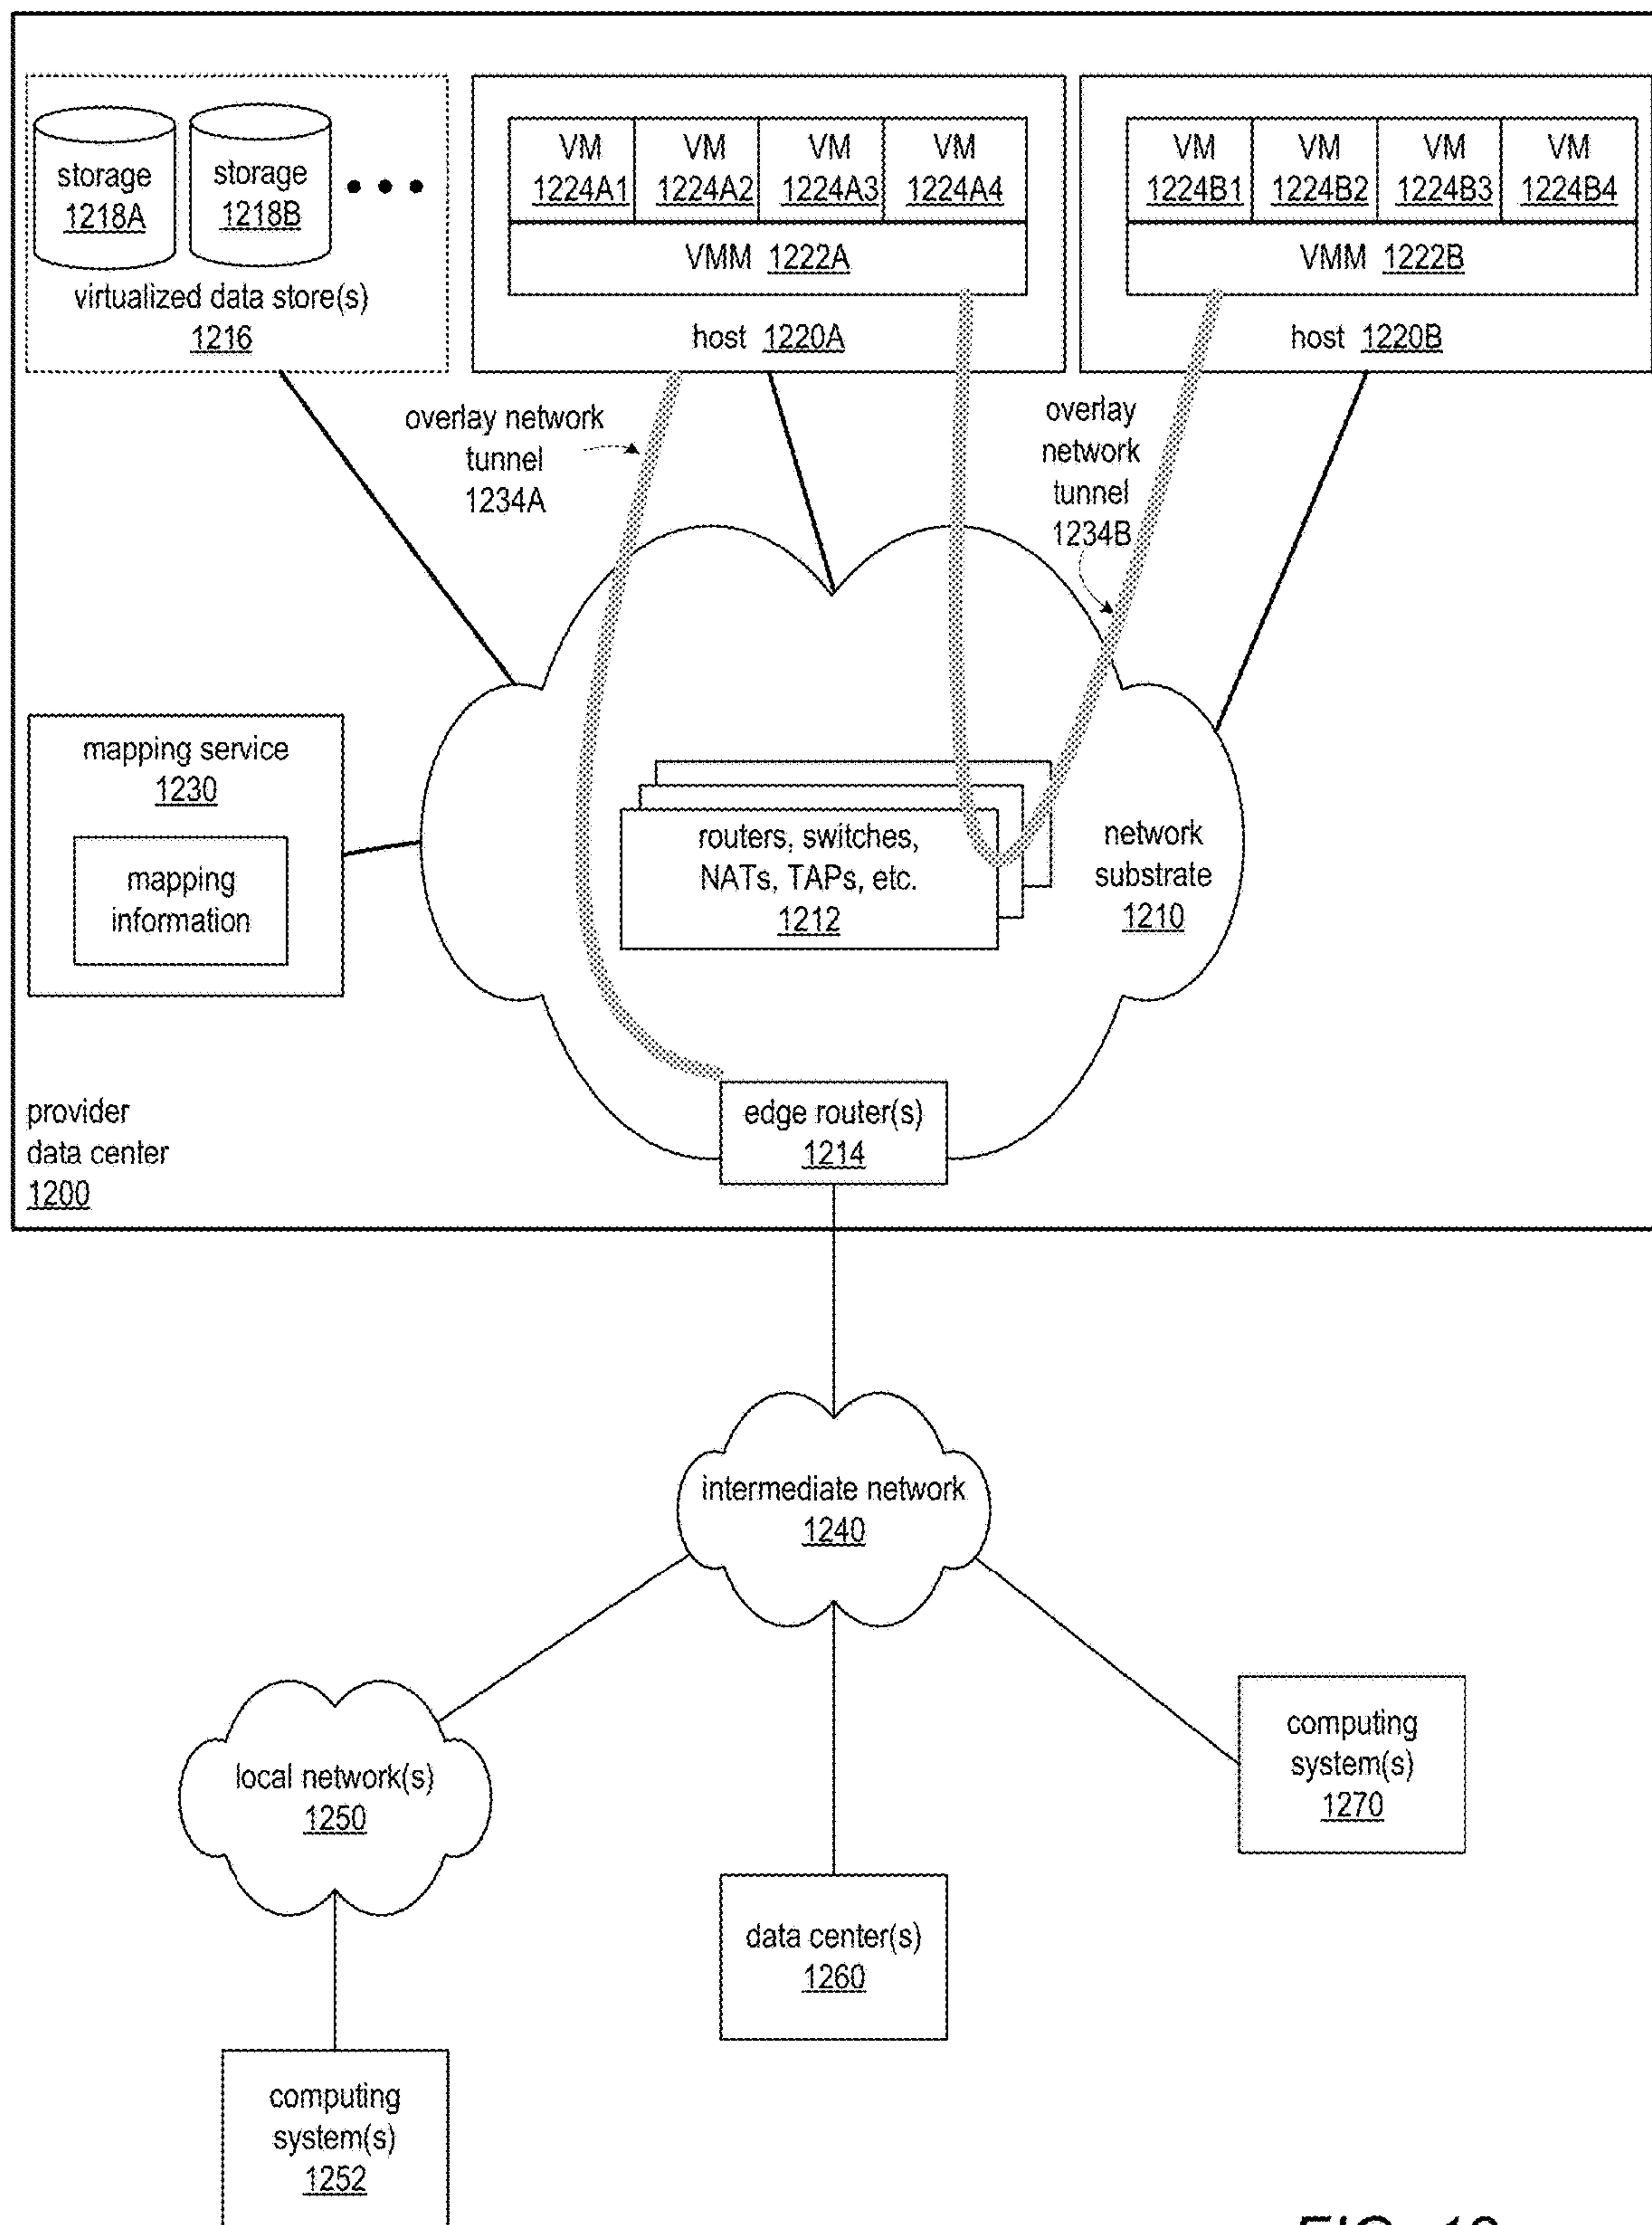 storage
1218A
storage
1218B
virtualized data store(s)
1216
VM
1224A1
VM
1224A2
VM
1224A3
VM
1224A4
VMM 1222A
host 1220A
VM
1224B1
VM
1224B2
VM
1224B3
VM
1224B4
VMM 1222B
host 1220B
overlay network
tunnel
1234A
overlay
network
tunnel
1234B
mapping service
1230
mapping
information
routers, switches,
NATs, TAPs, etc.
1212
network
substrate
1210
edge router(s)
1214
provider
data center
1200
intermediate network
1240
local network(s)
1250
computing
system(s)
1270
data center(s)
1260
computing
system(s)
1252